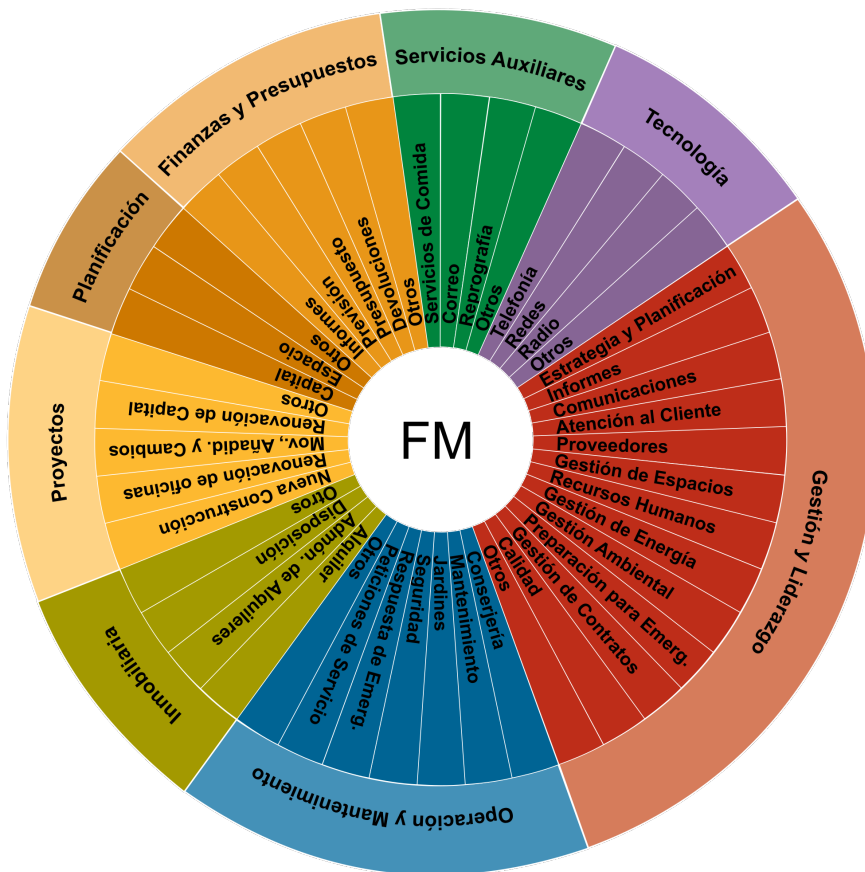 FM
Servicios Auxiliares
Servicios de Comida
Correo
Reprografía
Otros
Tecnología
Telefonía
Redes
Radio
Otros
Gestión y Liderazgo
Estrategia y Planificación
Informes
Comunicaciones
Atención al Cliente
Proveedores
Gestión de Espacios
Recursos Humanos
Gestión de Energía
Gestión Ambiental
Preparación para Emerg.
Gestión de Contratos
Calidad
Otros
Operación y Mantenimiento
Consejería
Mantenimiento
Jardines
Seguridad
Respuesta de Emerg.
Peticiones de Servicio
Otros
Inmobiliaria
Alquiler
Admón. de Alquileres
Disposición
Otros
Proyectos
Nueva Construcción
Renovación de oficinas
Mov., Añadid. y Cambios
Renovación de Capital
Otros
Planificación
Capital
Espacio
Otros
Finanzas y Presupuestos
Informes
Previsión
Presupuesto
Devoluciones
Otros